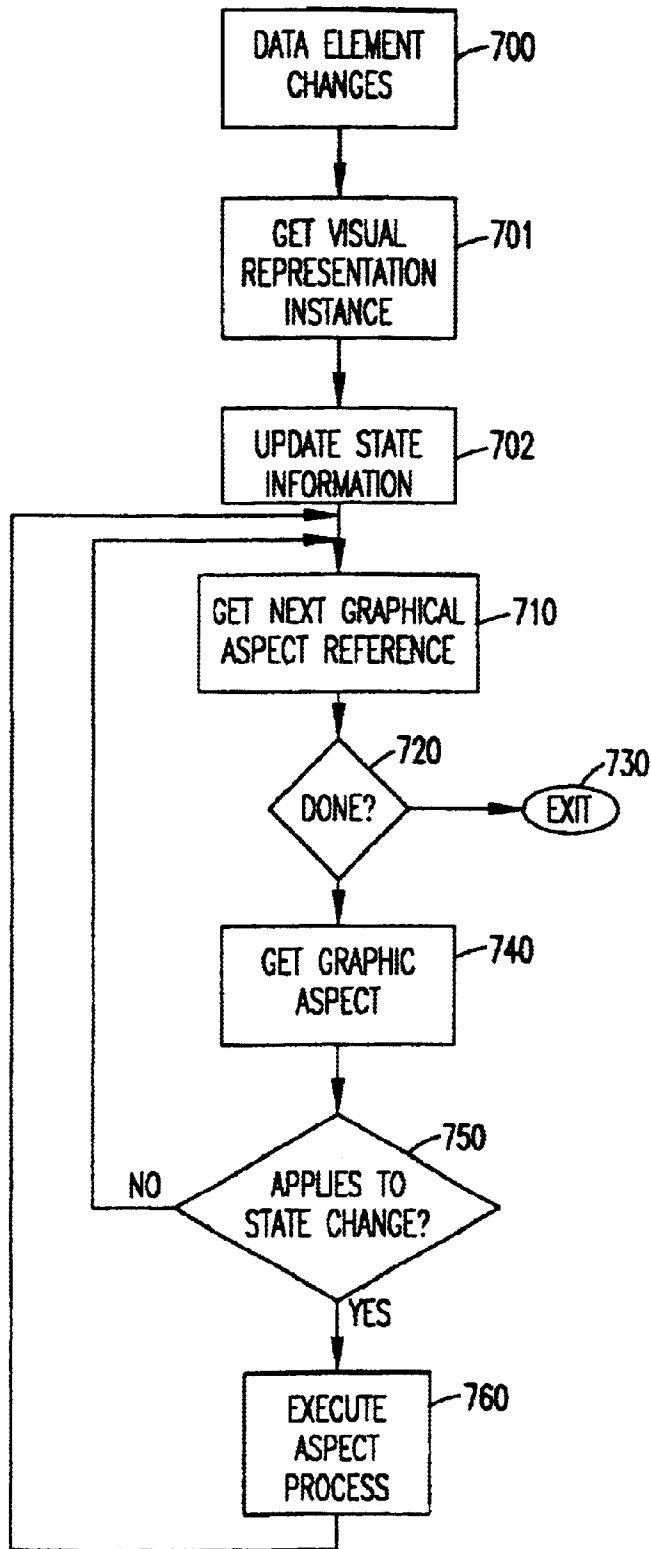 DATA ELEMENT
CHANGES
700
GET VISUAL
REPRESENTATION
INSTANCE
701
UPDATE STATE
INFORMATION
702
GET NEXT GRAPHICAL
ASPECT REFERENCE
710
DONE?
720
EXIT
730
GET GRAPHIC
ASPECT
740
APPLIES TO
STATE CHANGE?
750
NO
YES
EXECUTE
ASPECT
PROCESS
760